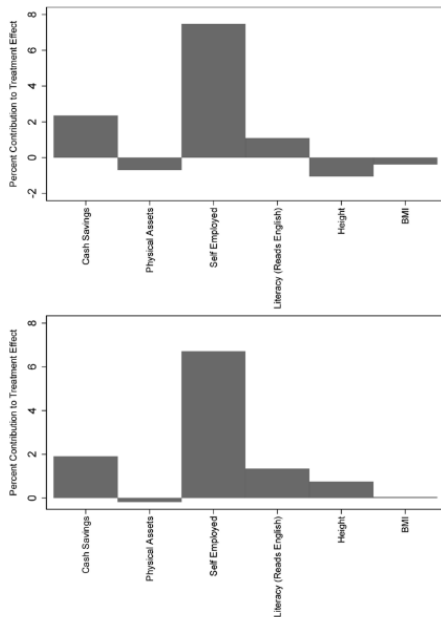 Percent Contribution to Treatment Effect
8
6
4
2
0
-2
Cash Savings
Physical Assets
Self Employed
Literacy (Reads English)
Height
BMI
Percent Contribution to Treatment Effect
8
6
4
2
0
Cash Savings
Physical Assets
Self Employed
Literacy (Reads English)
Height
BMI